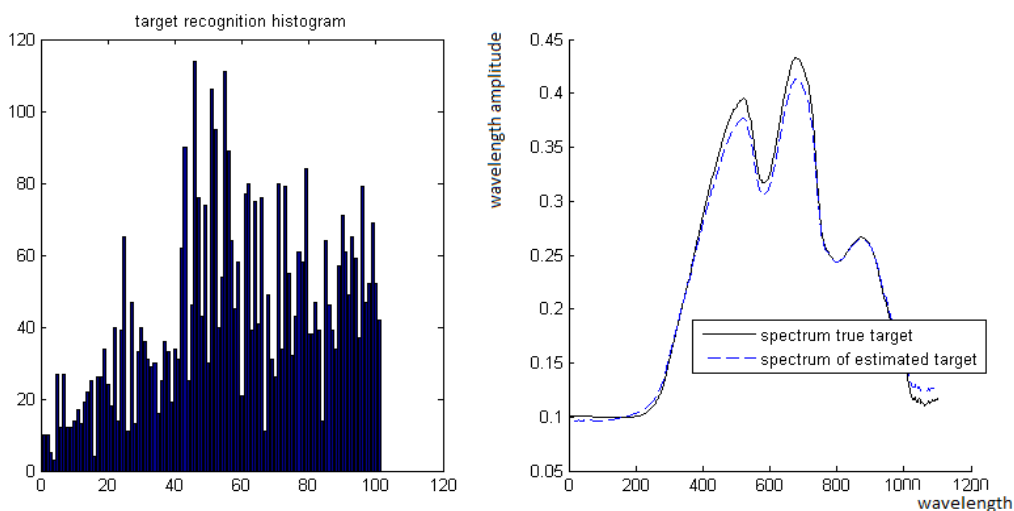 target recognition histogram
120
100
80
60
40
20
0
0 20 40 60 80 100 120
wavelength amplitude
0.45
0.4
0.35
0.3
0.25
0.2
0.15
0.1
0.05
spectrum true target
spectrum of estimated target
0 200 400 600 800 1000 1200
wavelength